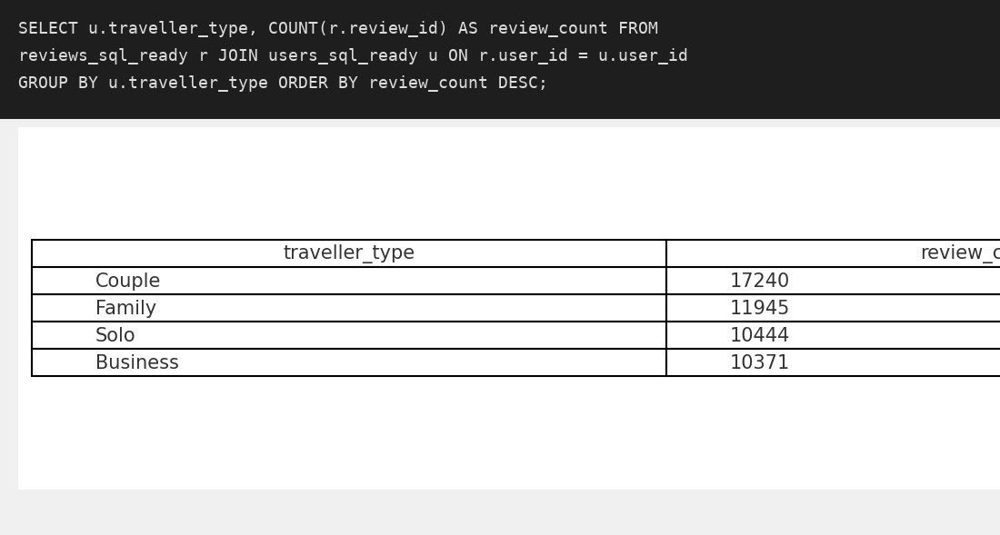 SELECT u.traveller_type, COUNT(r.review_id) AS review_count FROM
reviews_sql_ready r JOIN users_sql_ready u ON r.user_id = u.user_id
GROUP BY u.traveller_type ORDER BY review_count DESC;
traveller_type review_c
Couple 17240
Family 11945
Solo 10444
Business 10371